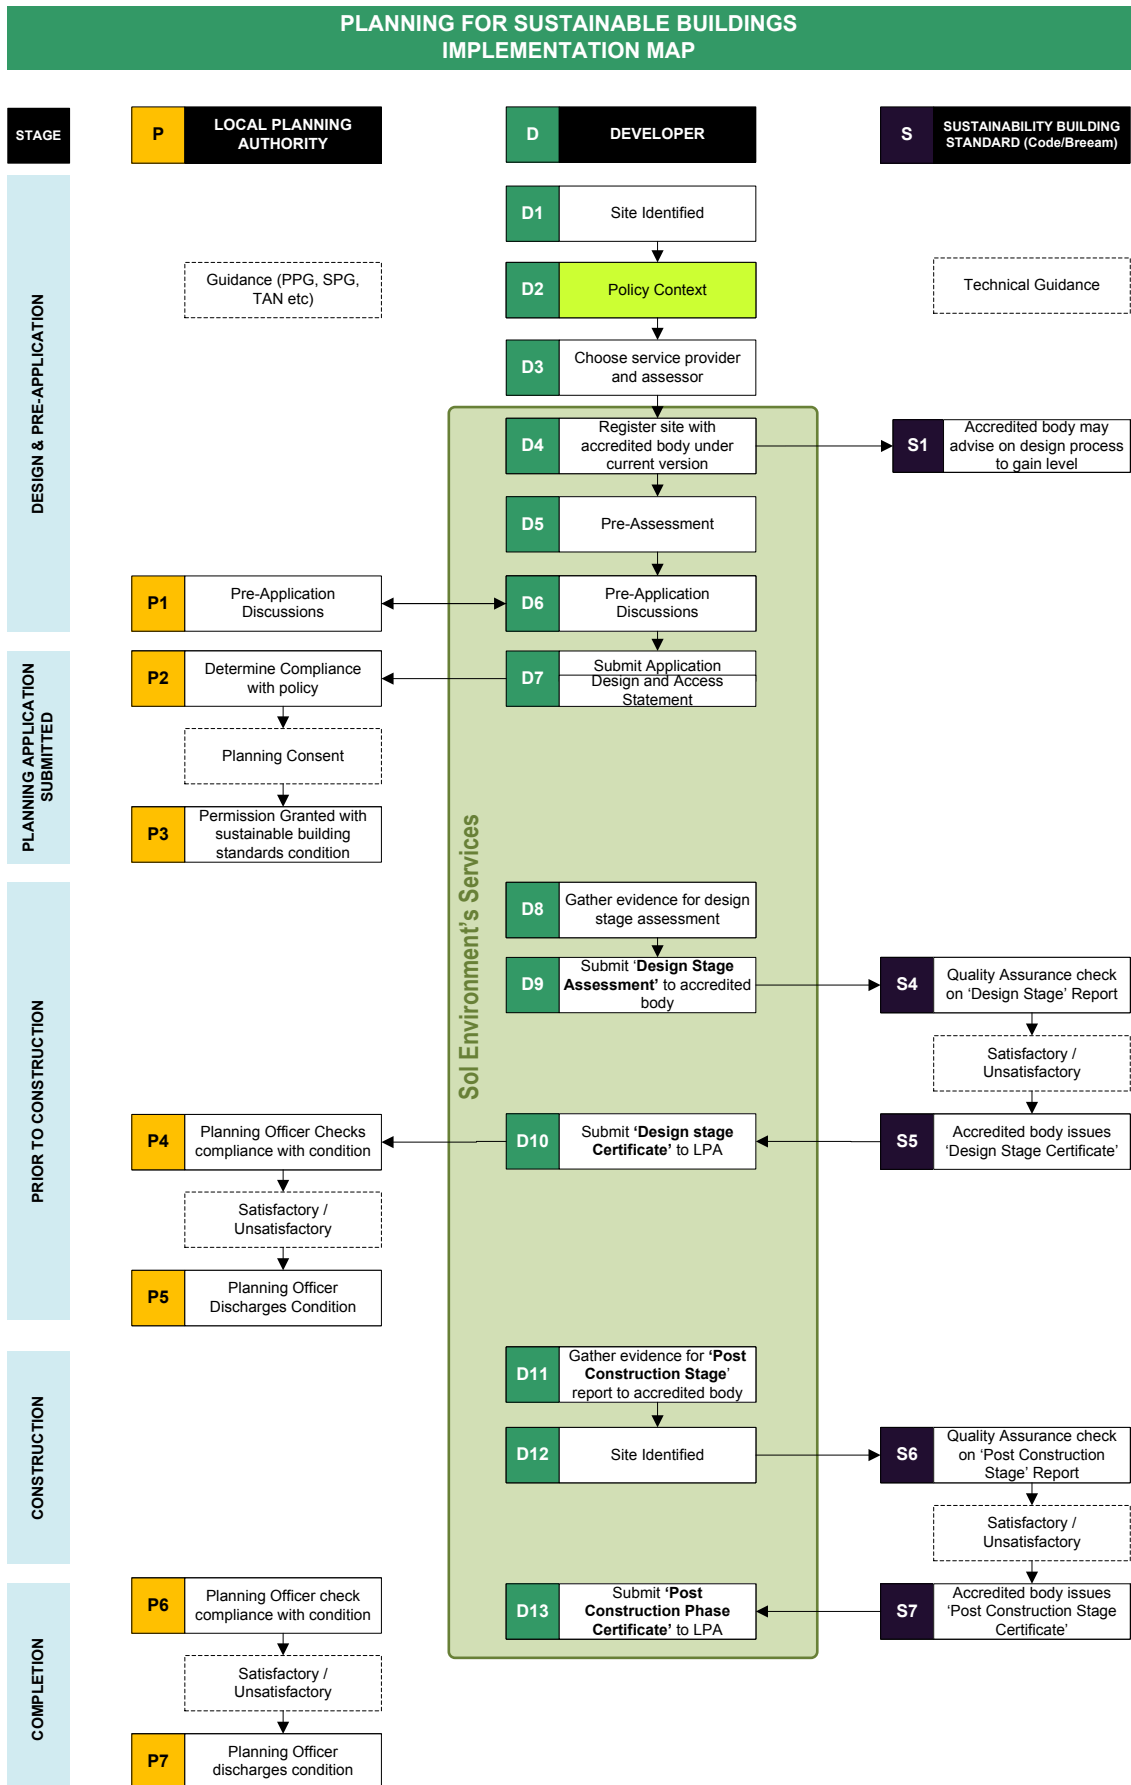 PLANNING FOR SUSTAINABLE BUILDINGS
IMPLEMENTATION MAP
STAGE
P
LOCAL PLANNING
AUTHORITY
D
DEVELOPER
S
SUSTAINABILITY BUILDING
STANDARD (Code/Breeam)
DESIGN & PRE-APPLICATION
D1
Site Identified
Guidance (PPG, SPG,
TAN etc)
D2
Policy Context
Technical Guidance
D3
Choose service provider
and assessor
D4
Register site with
accredited body under
current version
S1
Accredited body may
advise on design process
to gain level
D5
Pre-Assessment
P1
Pre-Application
Discussions
D6
Pre-Application
Discussions
PLANNING APPLICATION
SUBMITTED
P2
Determine Compliance
with policy
D7
Submit Application
Design and Access
Statement
Planning Consent
P3
Permission Granted with
sustainable building
standards condition
Sol Environment's Services
PRIOR TO CONSTRUCTION
D8
Gather evidence for design
stage assessment
D9
Submit ‘Design Stage
Assessment’ to accredited
body
S4
Quality Assurance check
on ‘Design Stage’ Report
Satisfactory /
Unsatisfactory
P4
Planning Officer Checks
compliance with condition
D10
Submit ‘Design stage
Certificate’ to LPA
S5
Accredited body issues
‘Design Stage Certificate’
Satisfactory /
Unsatisfactory
P5
Planning Officer
Discharges Condition
CONSTRUCTION
D11
Gather evidence for ‘Post
Construction Stage’
report to accredited body
D12
Site Identified
S6
Quality Assurance check
on ‘Post Construction
Stage’ Report
Satisfactory /
Unsatisfactory
COMPLETION
P6
Planning Officer check
compliance with condition
D13
Submit ‘Post
Construction Phase
Certificate’ to LPA
S7
Accredited body issues
‘Post Construction Stage
Certificate’
Satisfactory /
Unsatisfactory
P7
Planning Officer
discharges condition